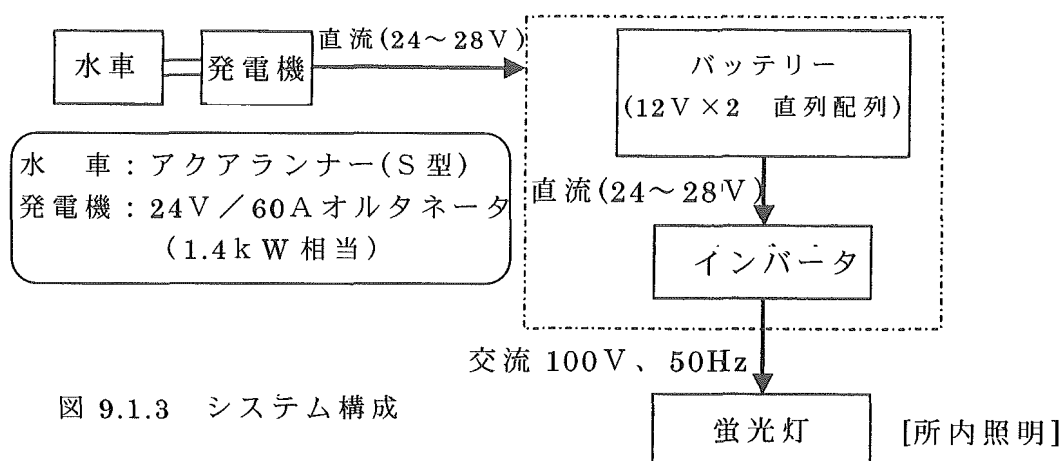 水車
発電機
直流(24～28V)
バッテリー
(12V×2 直列配列)
水 車：アクアランナー(S型)
発電機：24V／60Aオルタネータ
(1.4kW相当)
直流(24～28V)
インバータ
交流 100V、50Hz
図 9.1.3 システム構成
蛍光灯
[所内照明]